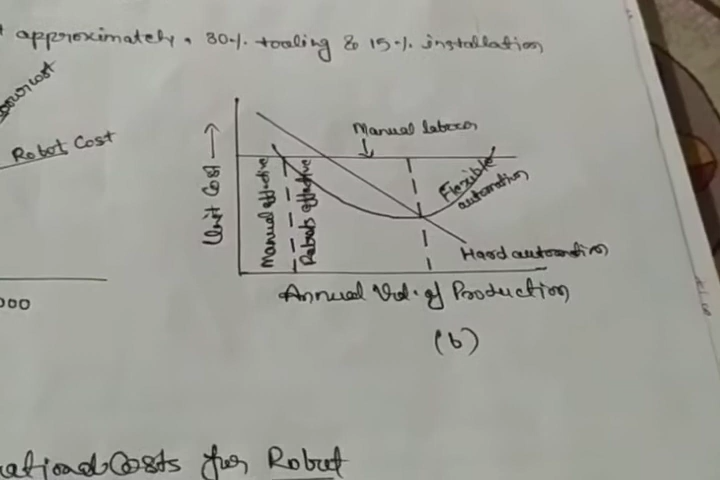 approximately. 30% tooling & 15% installation
Robot Cost
Manual labour
Unit Cost →
Manual effective
Robots effective
Flexible automation
Hard automation
Annual Vol. of Production
000
(b)
Costs for Robot